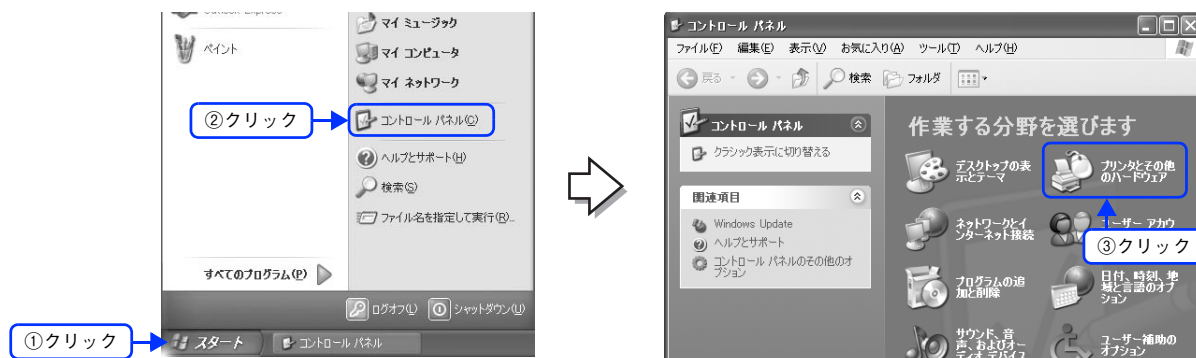 マイ ミュージック
ペイント
マイ コンピュータ
マイ ネットワーク
②クリック
コントロール パネル(C)
ヘルプとサポート(H)
検索(S)
ファイル名を指定して実行(R)...
すべてのプログラム(P)
ログオフ(L)
シャットダウン(U)
①クリック
スタート
コントロール パネル
コントロール パネル
ファイル(F) 編集(E) 表示(V) お気に入り(A) ツール(T) ヘルプ(H)
戻る 検索 フォルダ
コントロール パネル
クラシック表示に切り替える
関連項目
Windows Update
ヘルプとサポート
コントロール パネルのその他のオ
プション
作業する分野を選びます
デスクトップの表
示とテーマ
プリンタとその他
のハードウェア
ネットワークとイ
ンターネット接続
ーザー アカウ
③クリック
プログラムの追
加と削除
日付、時刻、地
域と言語のオプ
ション
サウンド、音
声、およびオー
ディオ デバイス
ユーザー補助の
オプション